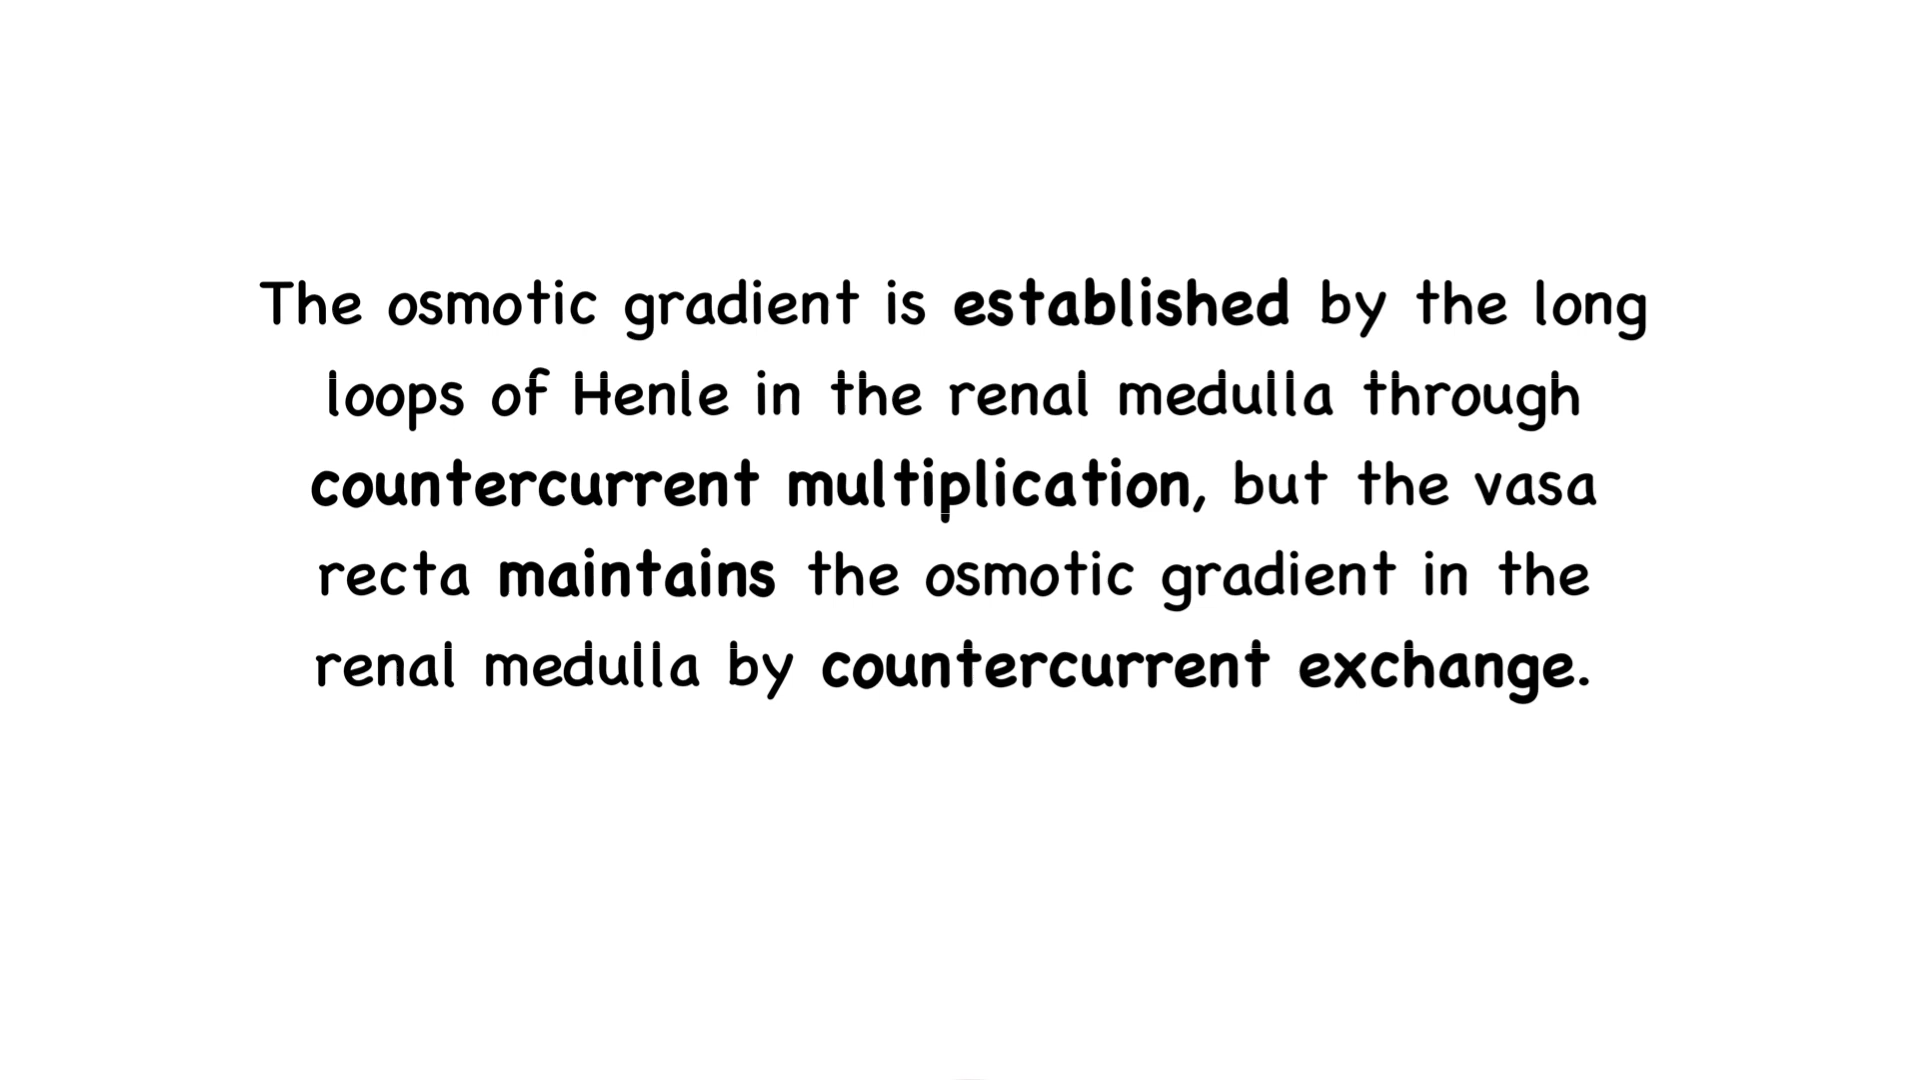 The osmotic gradient is established by the long
loops of Henle in the renal medulla through
countercurrent multiplication, but the vasa
recta maintains the osmotic gradient in the
renal medulla by countercurrent exchange.